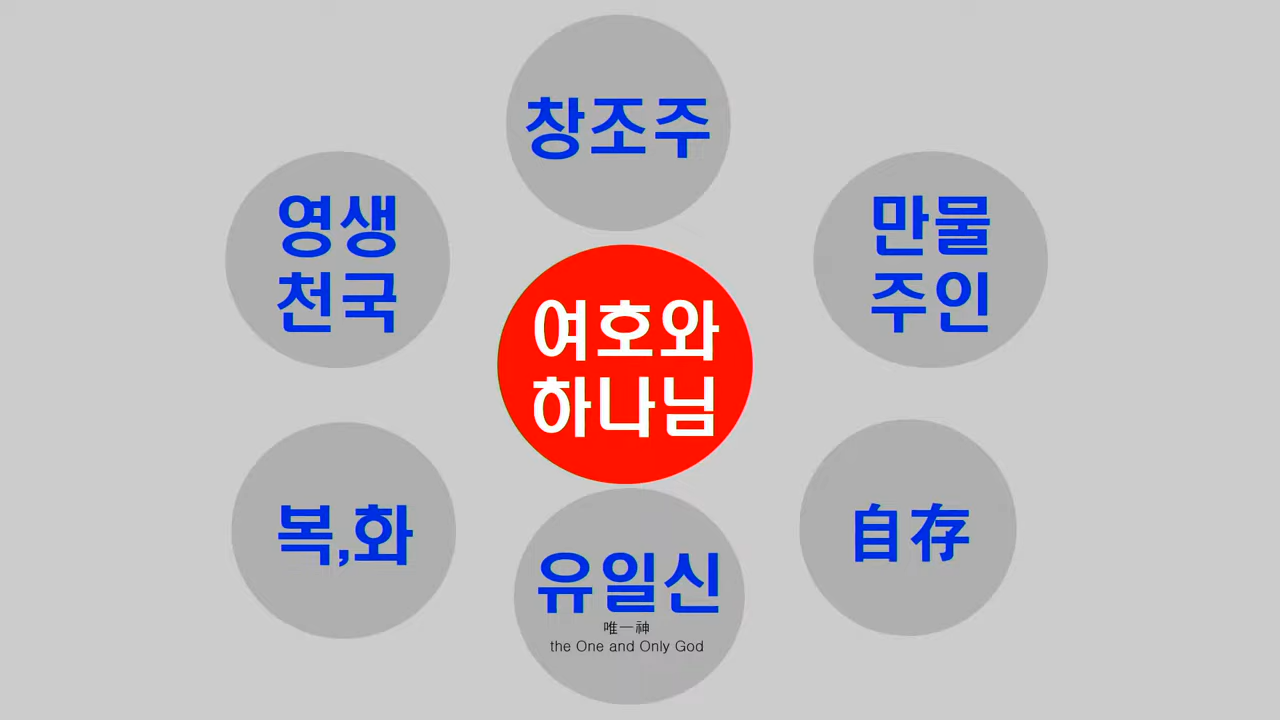 창조주
영생
천국
만물
주인
여호와
하나님
복,화
自存
유일신
唯一神
the One and Only God